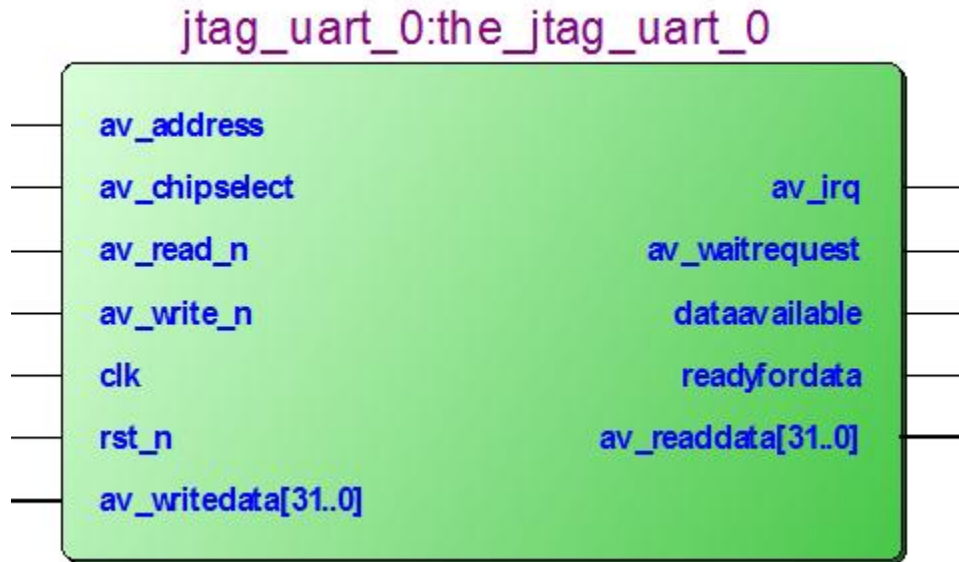 jtag_uart_0:the_jtag_uart_0
av_address
av_chipselect
av_read_n
av_write_n
clk
rst_n
av_writedata[31..0]
av_irq
av_waitrequest
dataavailable
readyfordata
av_readdata[31..0]